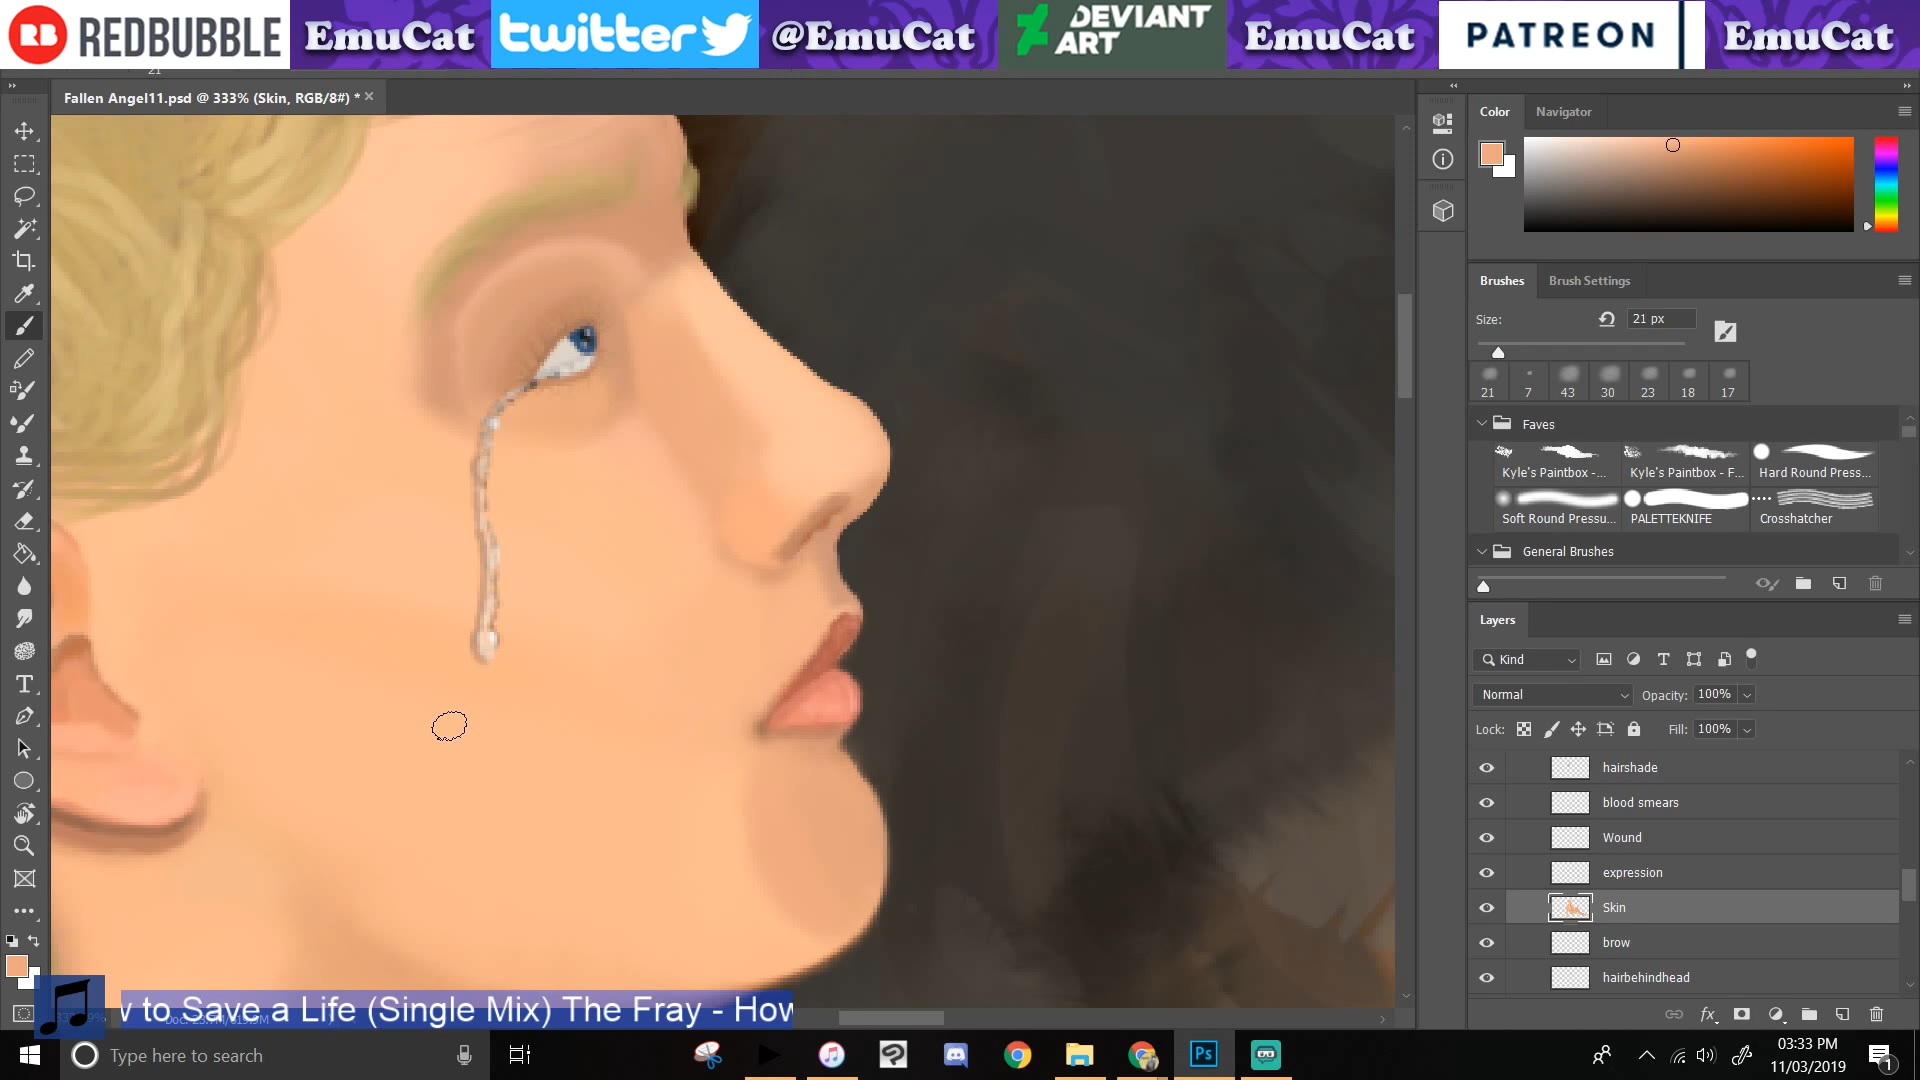 REDBUBBLE EmuCat twitter @EmuCat DEVIANT ART EmuCat PATREON EmuCat
21
Fallen Angel11.psd @ 333% (Skin, RGB/8#) *
Color Navigator
Brushes Brush Settings
Size: 21 px
21 7 43 30 23 18 17
Faves
Kyle's Paintbox -... Kyle's Paintbox - F... Hard Round Press...
Soft Round Pressu... PALETTEKNIFE Crosshatcher
General Brushes
Layers
Kind
Normal Opacity: 100%
Lock: Fill: 100%
hairshade
blood smears
Wound
expression
Skin
brow
hairbehindhead
to Save a Life (Single Mix) The Fray - How
Type here to search
Ps
03:33 PM
11/03/2019
1